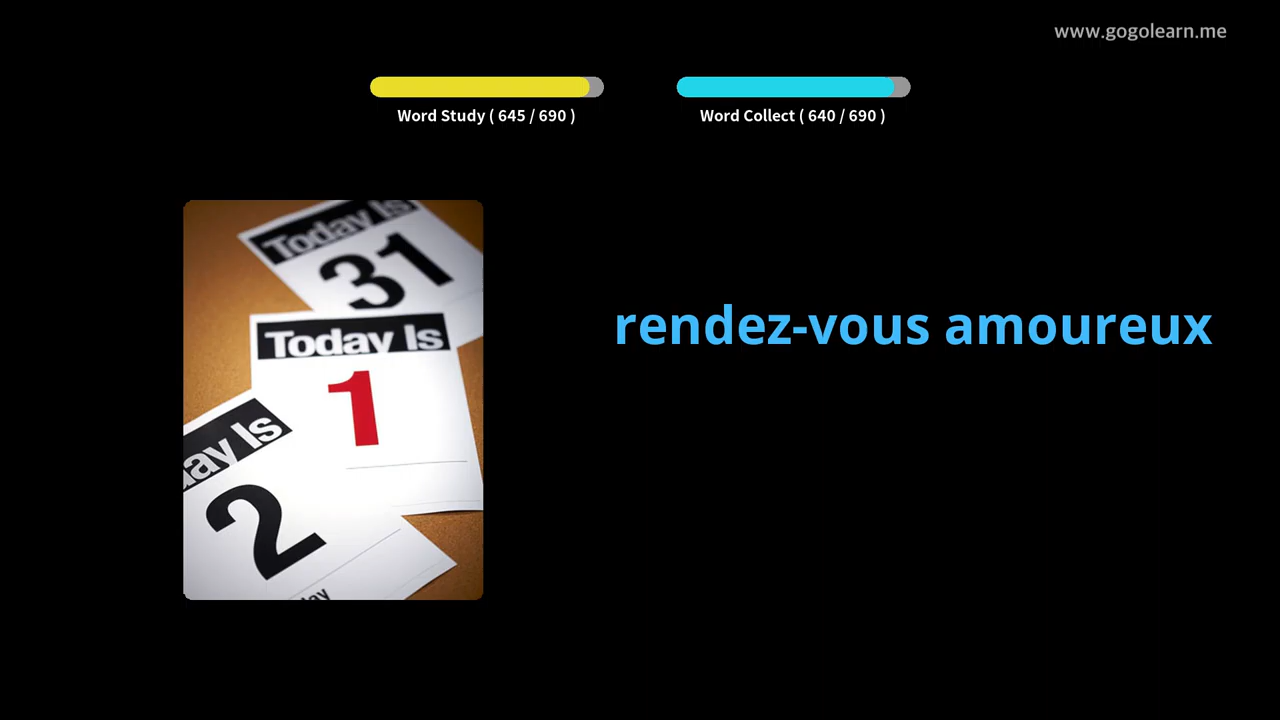 www.gogolearn.me
Word Study ( 645 / 690 )
Word Collect ( 640 / 690 )
Today Is
31
Today Is
1
ay Is
2
day
rendez-vous amoureux